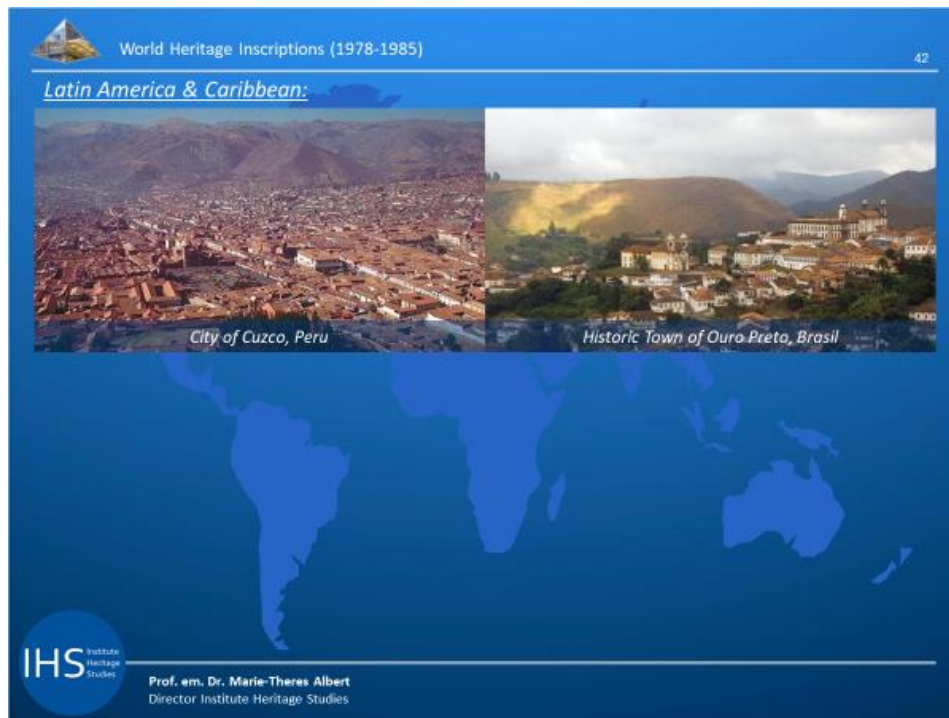 World Heritage Inscriptions (1978-1985)
42
Latin America & Caribbean:
City of Cuzco, Peru
Historic Town of Ouro Preto, Brasil
IHS
Institute
Heritage
Studies
Prof. em. Dr. Marie-Theres Albert
Director Institute Heritage Studies